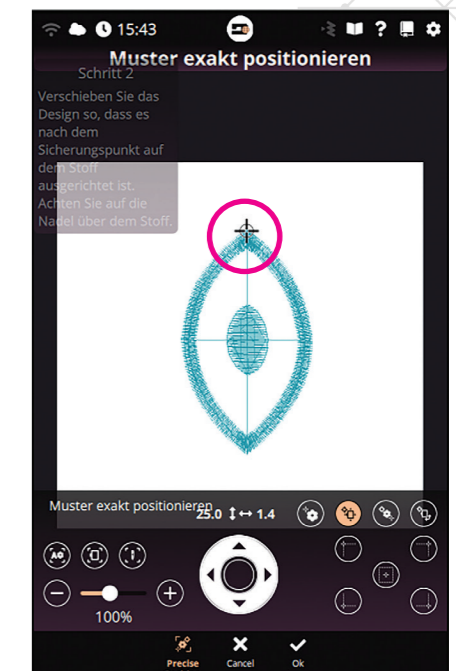 15:43
?
Muster exakt positionieren
Schritt 2
Verschieben Sie das
Design so, dass es
nach dem
Sicherungspunkt auf
dem Stoff
ausgerichtet ist.
Achten Sie auf die
Nadel über dem Stoff.
Muster exakt positionieren
25.0 ↕ ↔ 1.4
100%
Precise Cancel Ok